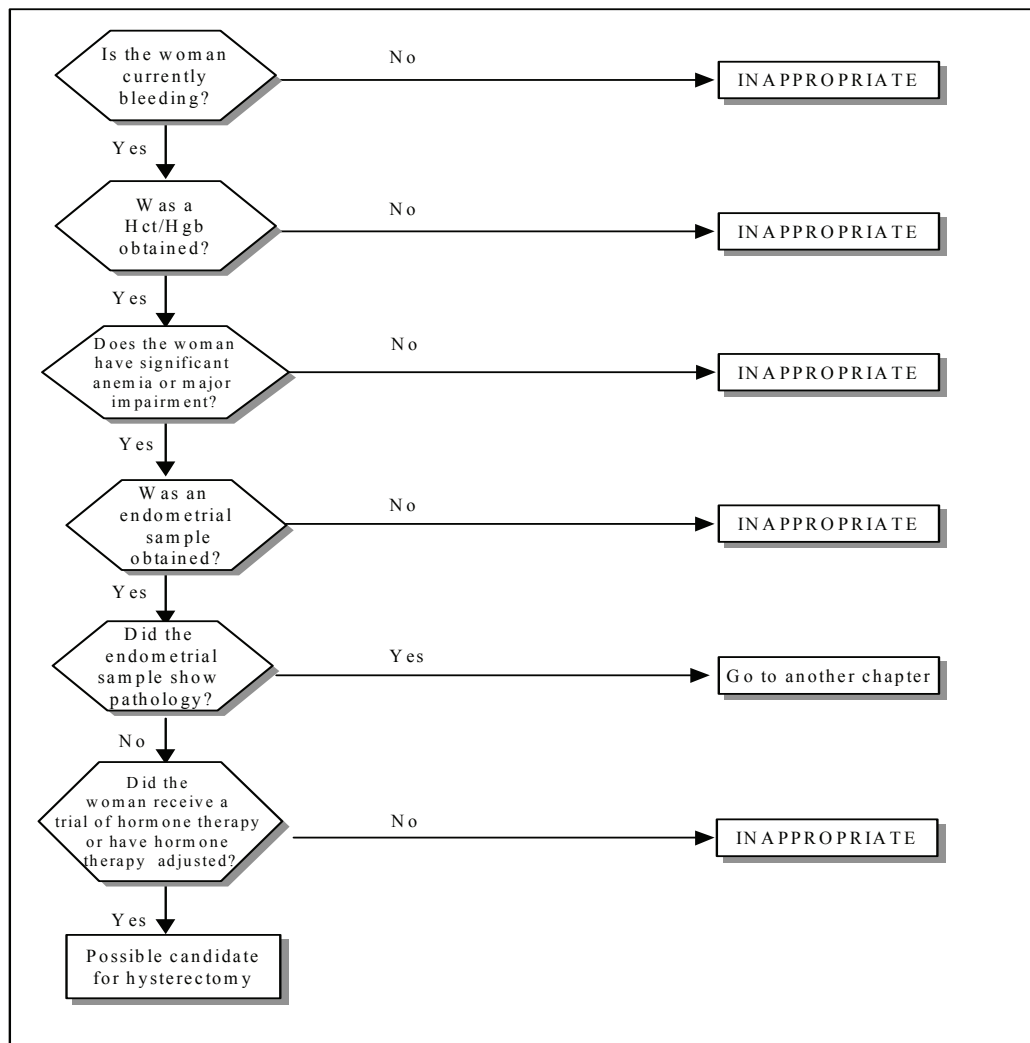 Is the woman
currently
bleeding?
No
INAPPROPRIATE
Yes
Was a
Hct/Hgb
obtained?
No
INAPPROPRIATE
Yes
Does the woman
have significant
anemia or major
impairment?
No
INAPPROPRIATE
Yes
Was an
endometrial
sample
obtained?
No
INAPPROPRIATE
Yes
Did the
endometrial
sample show
pathology?
Yes
Go to another chapter
No
Did the
woman receive a
trial of hormone therapy
or have hormone
therapy adjusted?
No
INAPPROPRIATE
Yes
Possible candidate
for hysterectomy